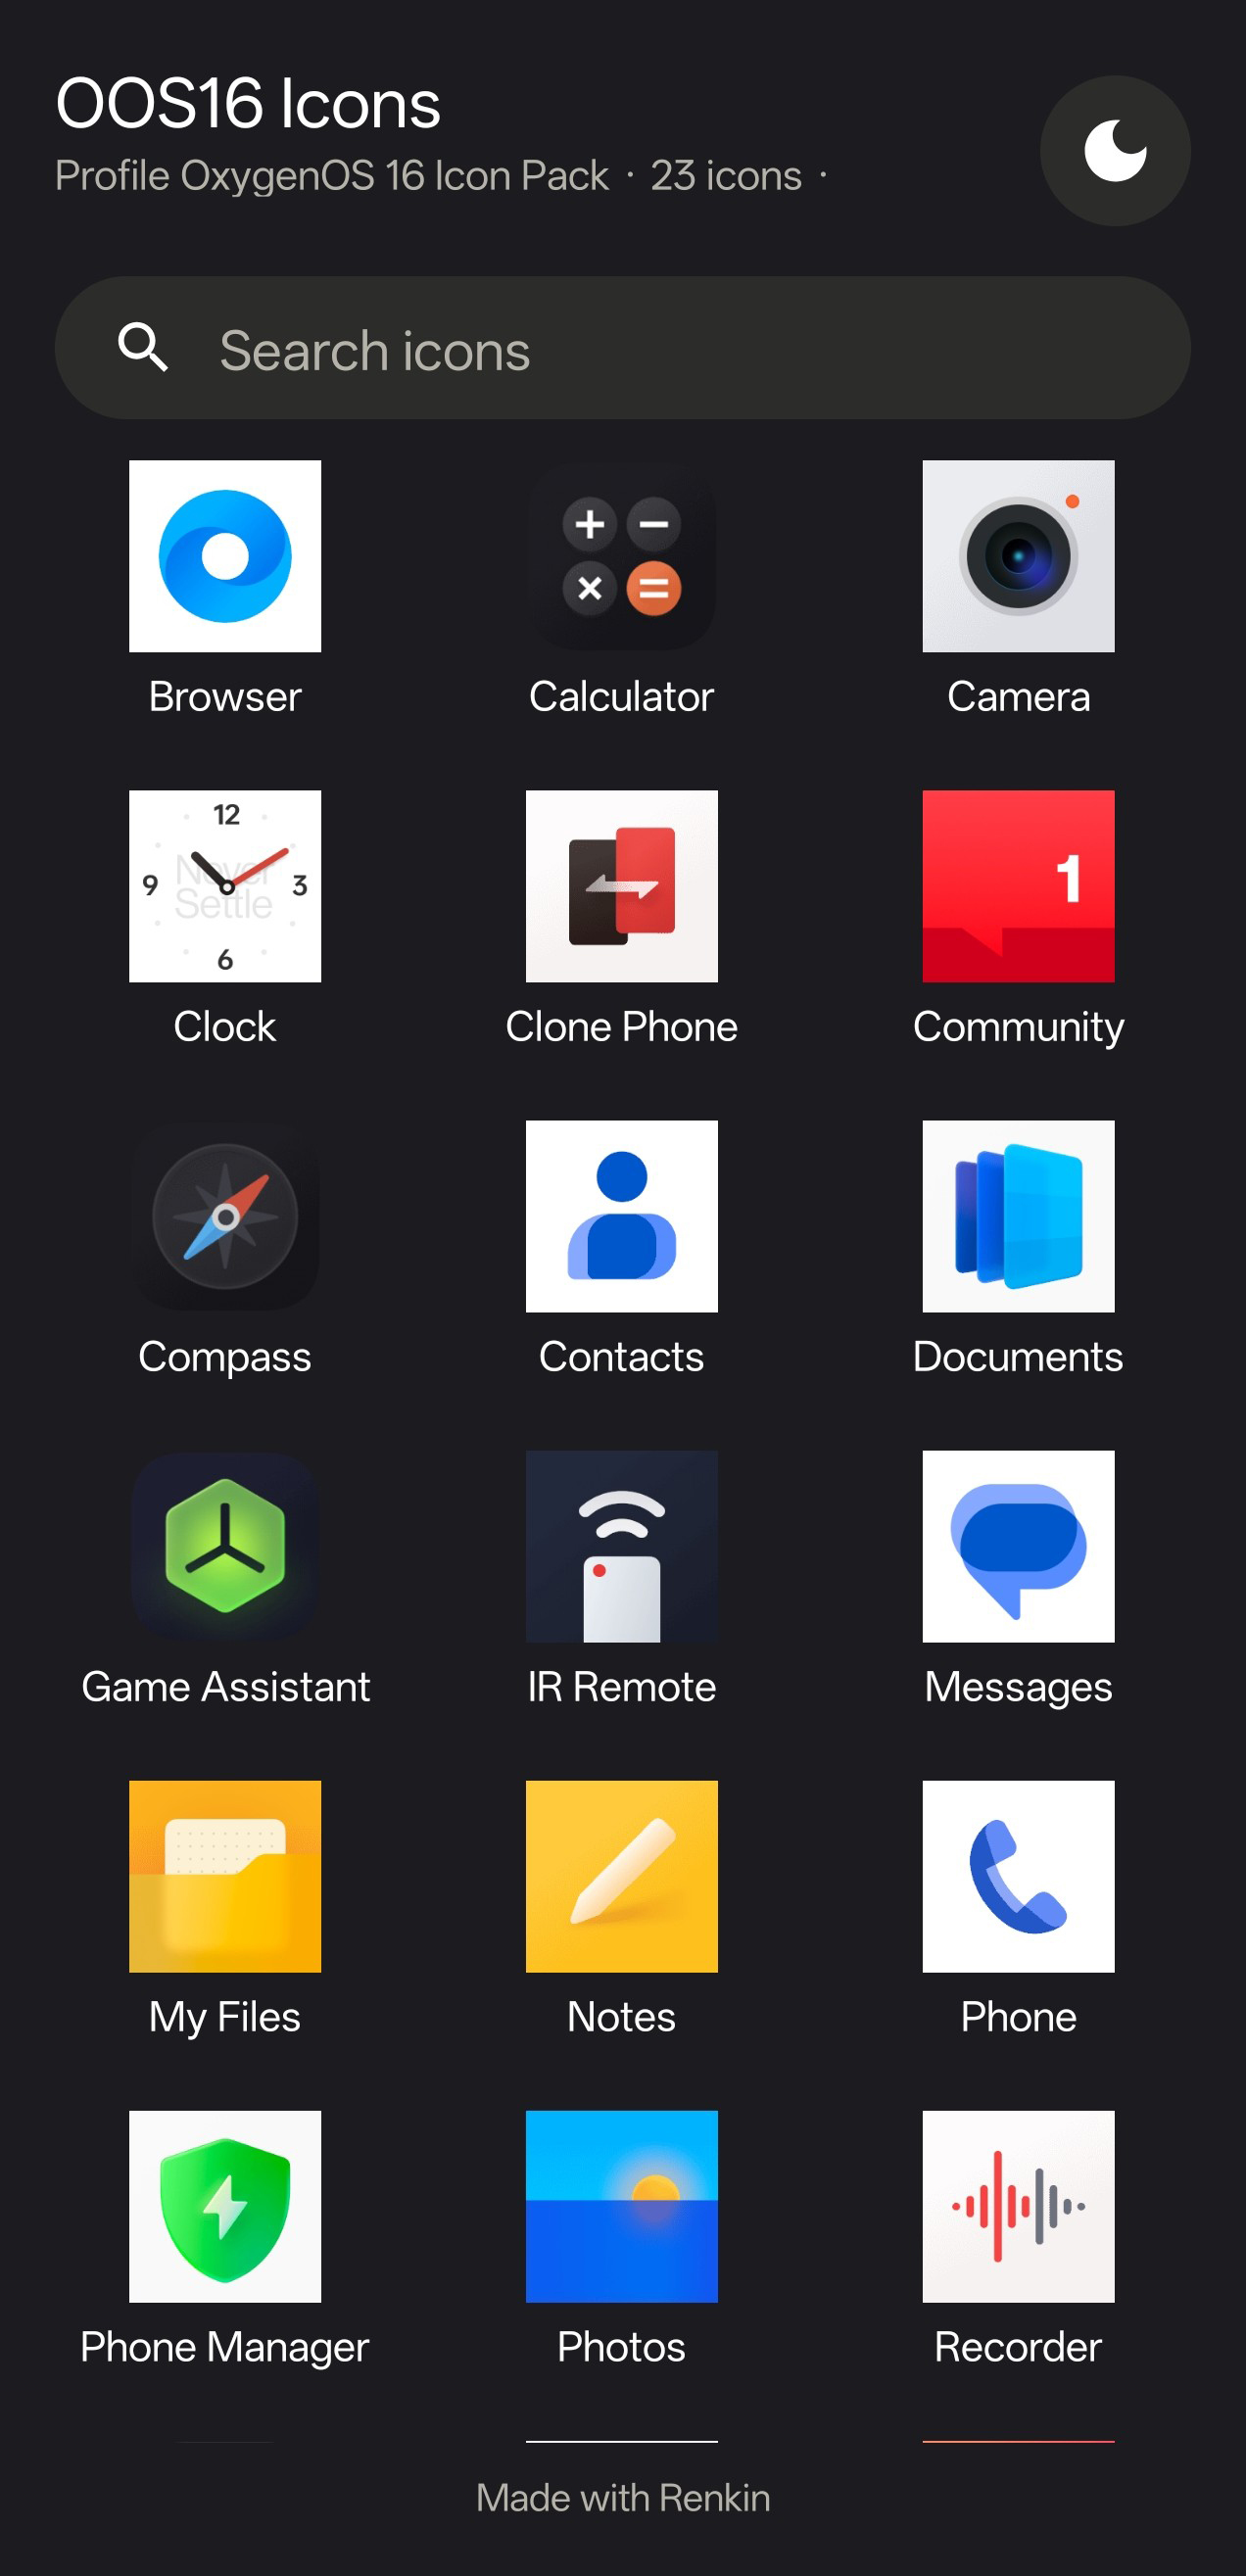 OOS16 Icons
Profile OxygenOS 16 Icon Pack · 23 icons ·
Search icons
Browser
Calculator
Camera
12
9
3
Never
Settle
6
1
Clock
Clone Phone
Community
Compass
Contacts
Documents
Game Assistant
IR Remote
Messages
My Files
Notes
Phone
Phone Manager
Photos
Recorder
Made with Renkin